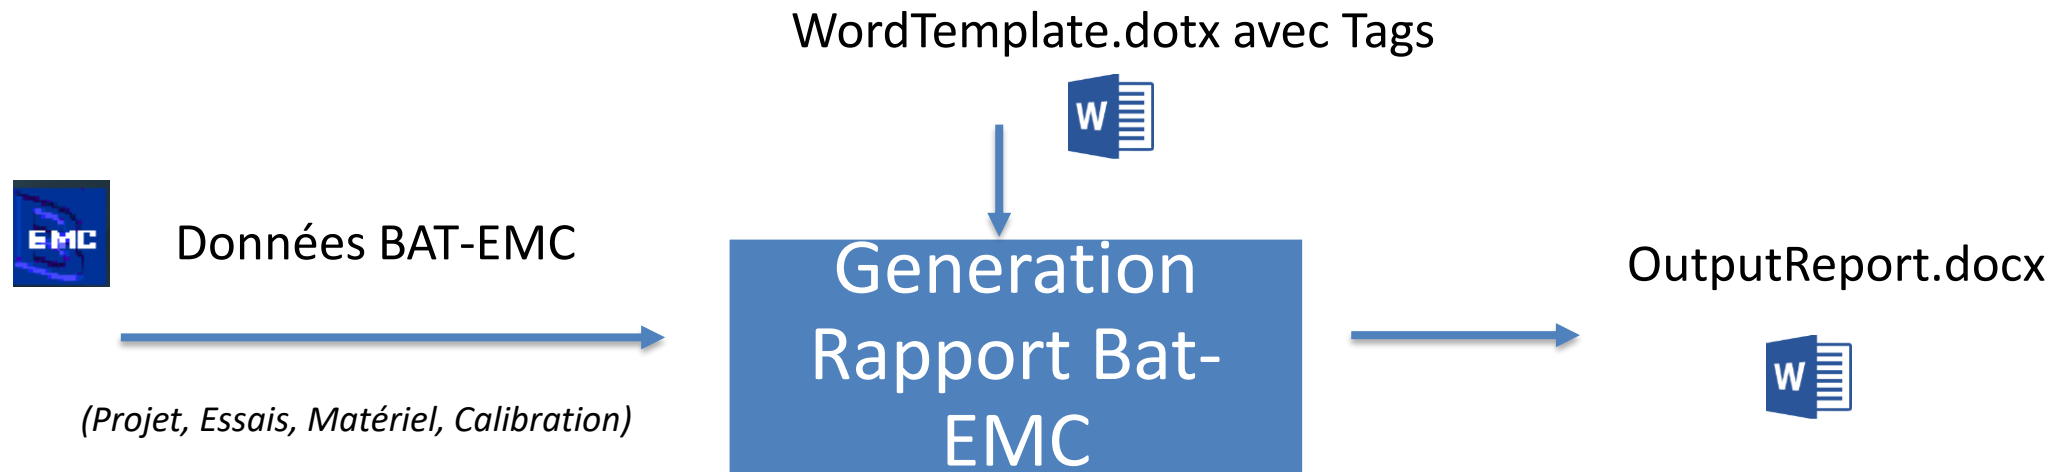 WordTemplate.dotx avec Tags
W
EMC
Données BAT-EMC
(Projet, Essais, Matériel, Calibration)
Generation
Rapport Bat-
EMC
OutputReport.docx
W